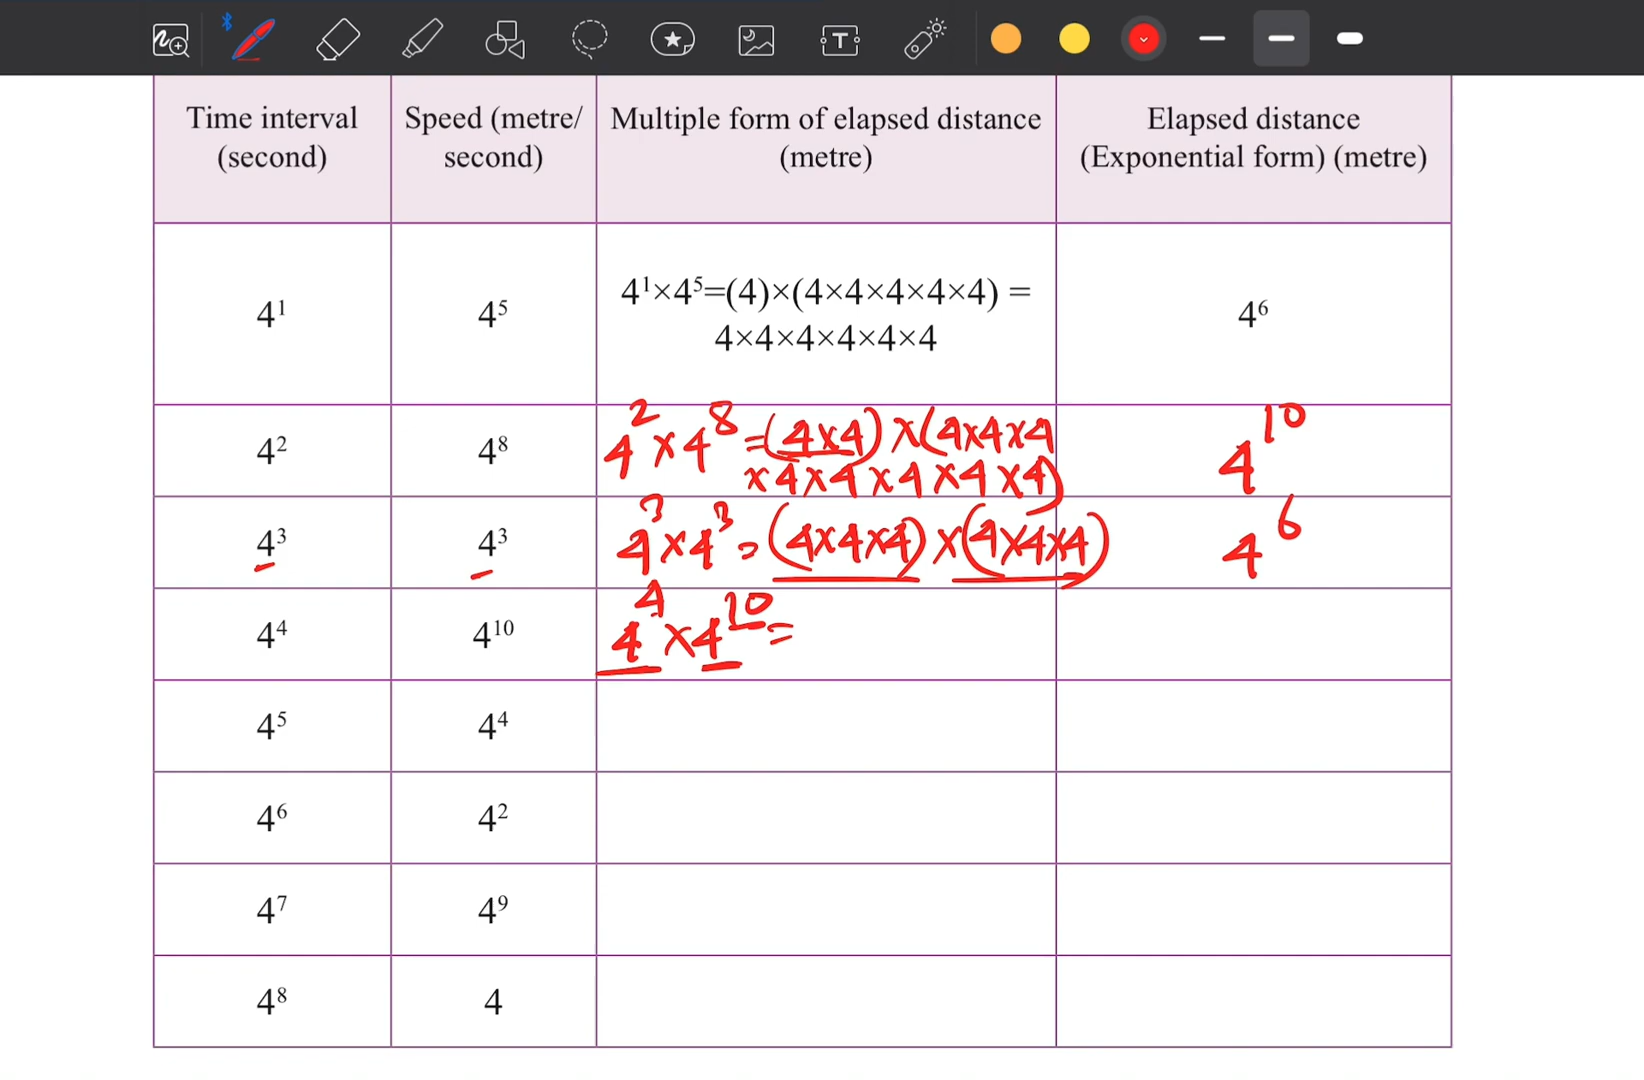 T
Time interval (second)
Speed (metre/ second)
Multiple form of elapsed distance (metre)
Elapsed distance (Exponential form) (metre)
4¹
4⁵
4¹×4⁵=(4)×(4×4×4×4×4) =
4×4×4×4×4×4
4⁶
4²
4⁸
4² × 4⁸ = (4×4) × (4×4×4
×4×4×4×4×4)
4¹⁰
4³
4³
4³ × 4³ = (4×4×4) × (4×4×4)
4⁶
4⁴
4¹⁰
4⁴ × 4¹⁰ =
4⁵
4⁴
4⁶
4²
4⁷
4⁹
4⁸
4